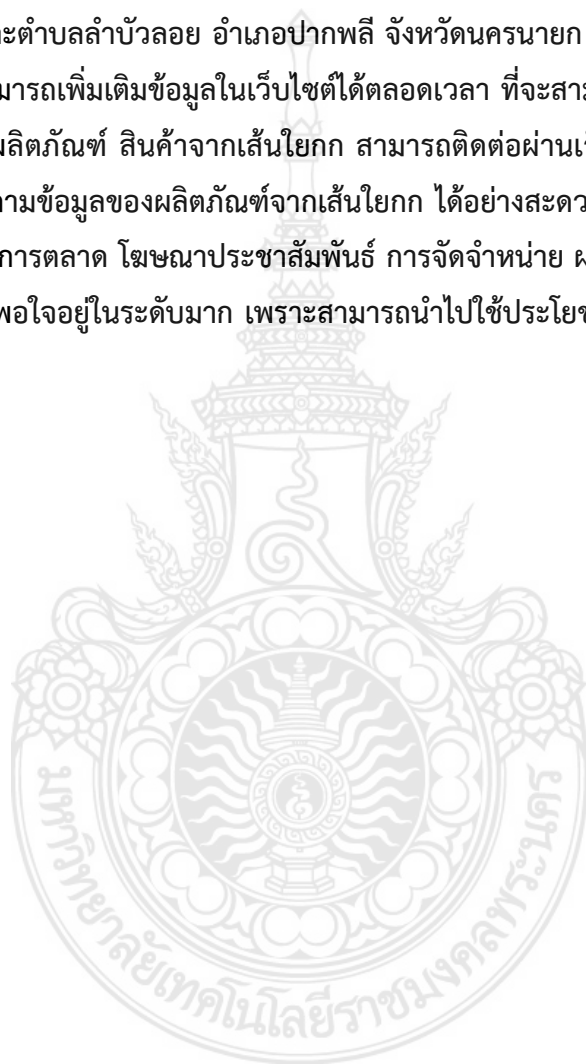 ะตำบลลำบัวลอย อำเภอปากพลี จังหวัดนครนายก
มารถเพิ่มเติมข้อมูลในเว็บไซต์ได้ตลอดเวลา ที่จะสาม
ผลิตภัณฑ์ สินค้าจากเส้นใยกก สามารถติดต่อผ่านเ
ามข้อมูลของผลิตภัณฑ์จากเส้นใยกก ได้อย่างสะดว
การตลาด โฆษณาประชาสัมพันธ์ การจัดจำหน่าย ผ
พอใจอยู่ในระดับมาก เพราะสามารถนำไปใช้ประโยช
มหาวิทยาลัยเทคโนโลยีราชมงคลพระนคร